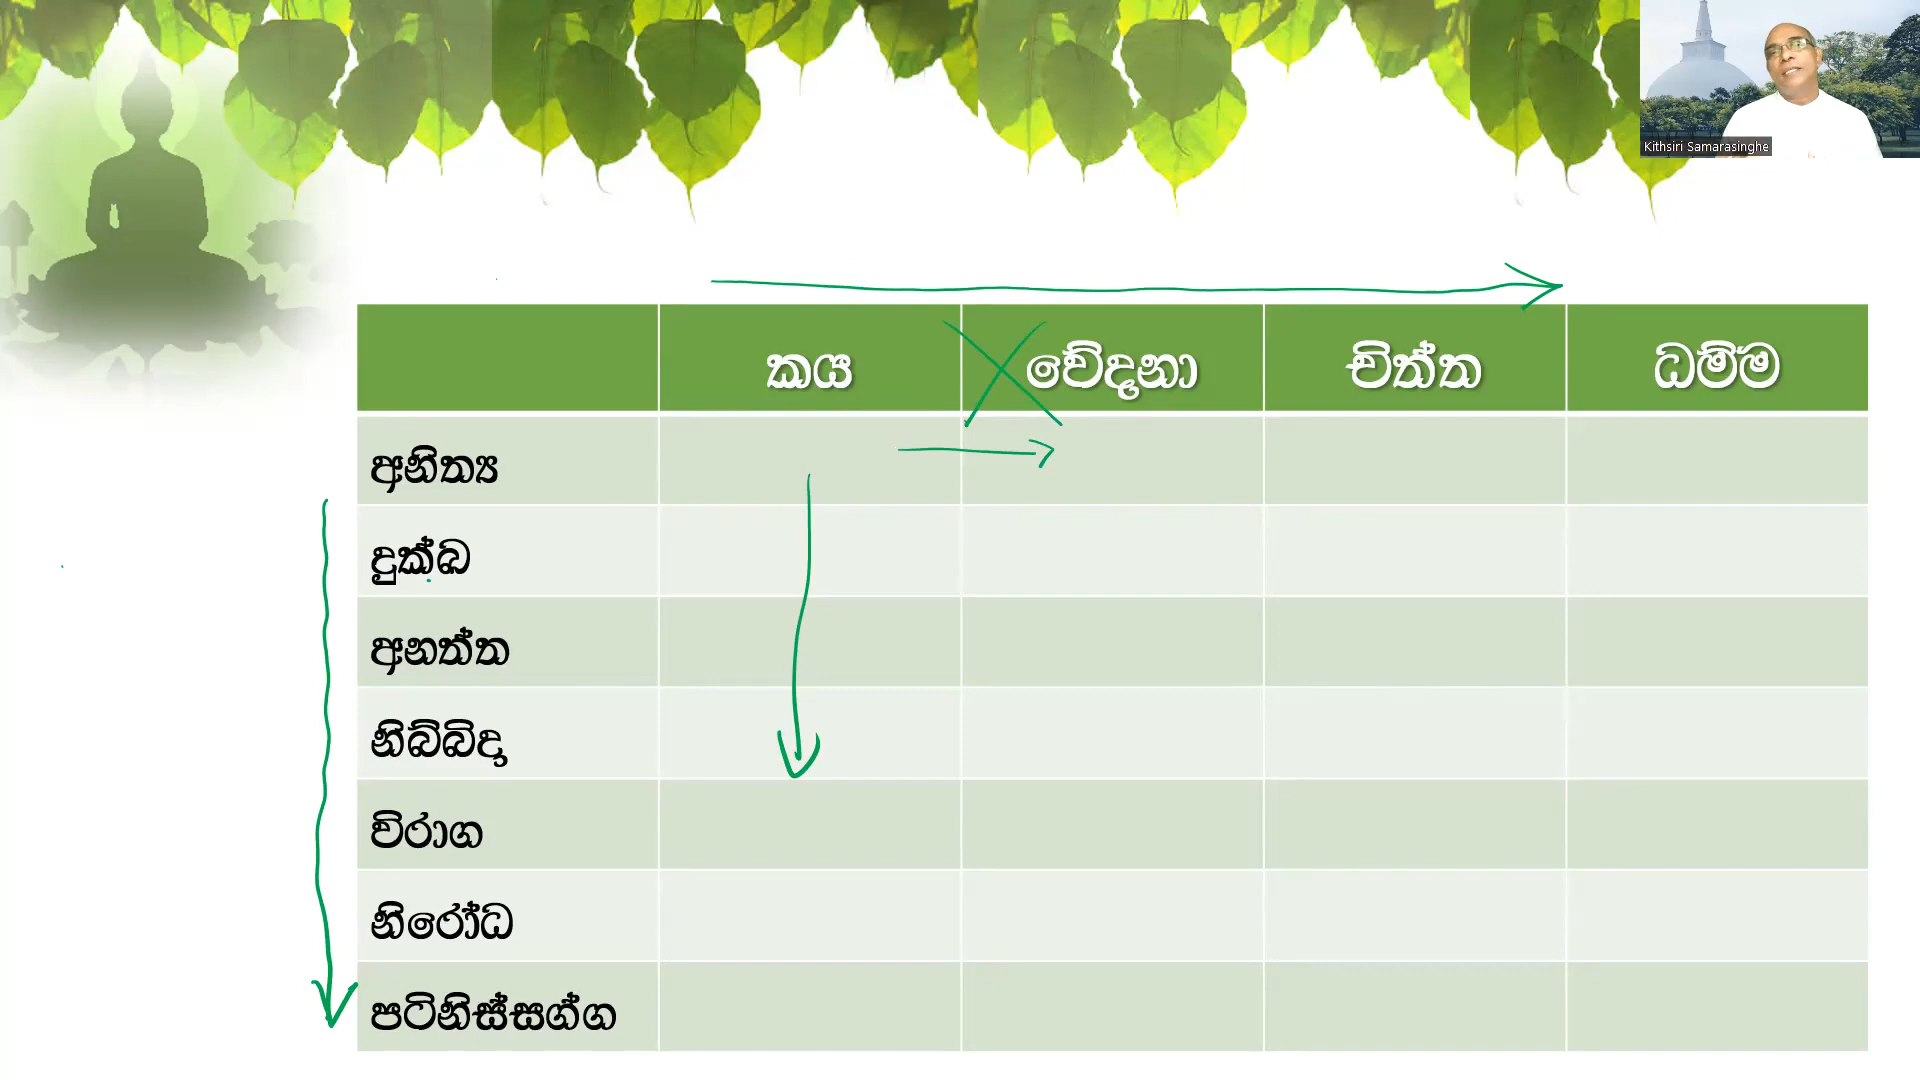 Kithsiri Samarasinghe
කය වේදනා චිත්ත ධම්ම
අනිත්‍ය
දුක්ඛ
අනත්ත
නිබ්බිදා
විරාග
නිරෝධ
පටිනිස්සග්ග